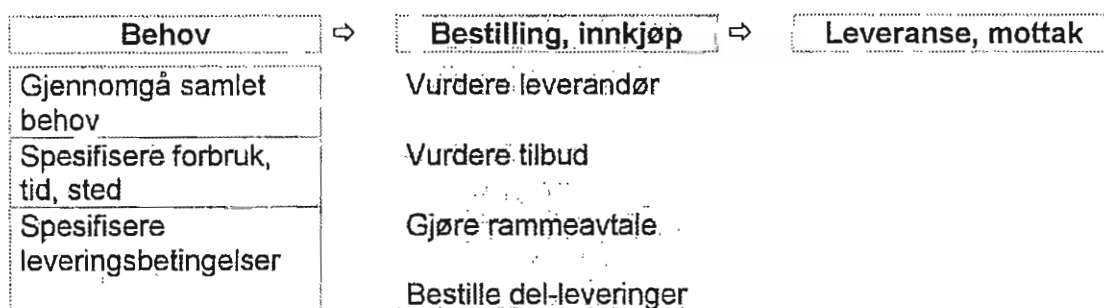 Behov ⇨ Bestilling, innkjøp ⇨ Leveranse, mottak
Gjennomgå samlet
behov
Vurdere leverandør
Spesifisere forbruk,
tid, sted
Vurdere tilbud
Spesifisere
leveringsbetingelser
Gjøre rammeavtale
Bestille del-leveringer